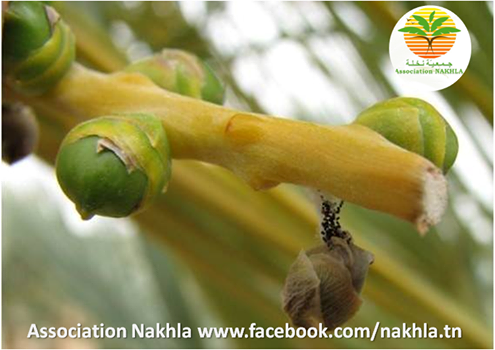 جمعية نخلة
Association-NAKHLA
Association Nakhla www.facebook.com/nakhla.tn